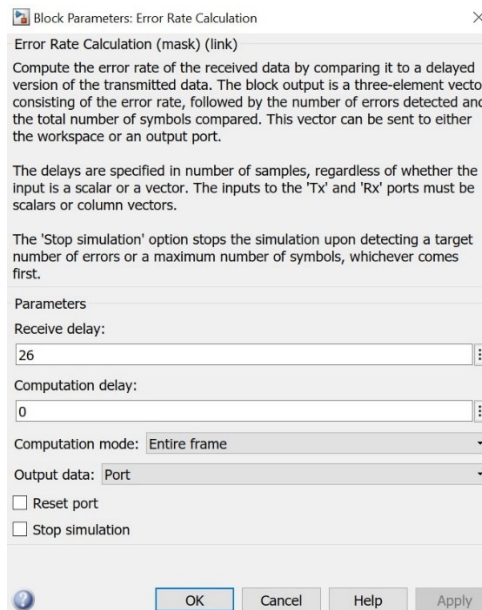 Block Parameters: Error Rate Calculation
Error Rate Calculation (mask) (link)
Compute the error rate of the received data by comparing it to a delayed
version of the transmitted data. The block output is a three-element vecto
consisting of the error rate, followed by the number of errors detected and
the total number of symbols compared. This vector can be sent to either
the workspace or an output port.
The delays are specified in number of samples, regardless of whether the
input is a scalar or a vector. The inputs to the 'Tx' and 'Rx' ports must be
scalars or column vectors.
The 'Stop simulation' option stops the simulation upon detecting a target
number of errors or a maximum number of symbols, whichever comes
first.
Parameters
Receive delay:
26
Computation delay:
0
Computation mode: Entire frame
Output data: Port
Reset port
Stop simulation
OK Cancel Help Apply